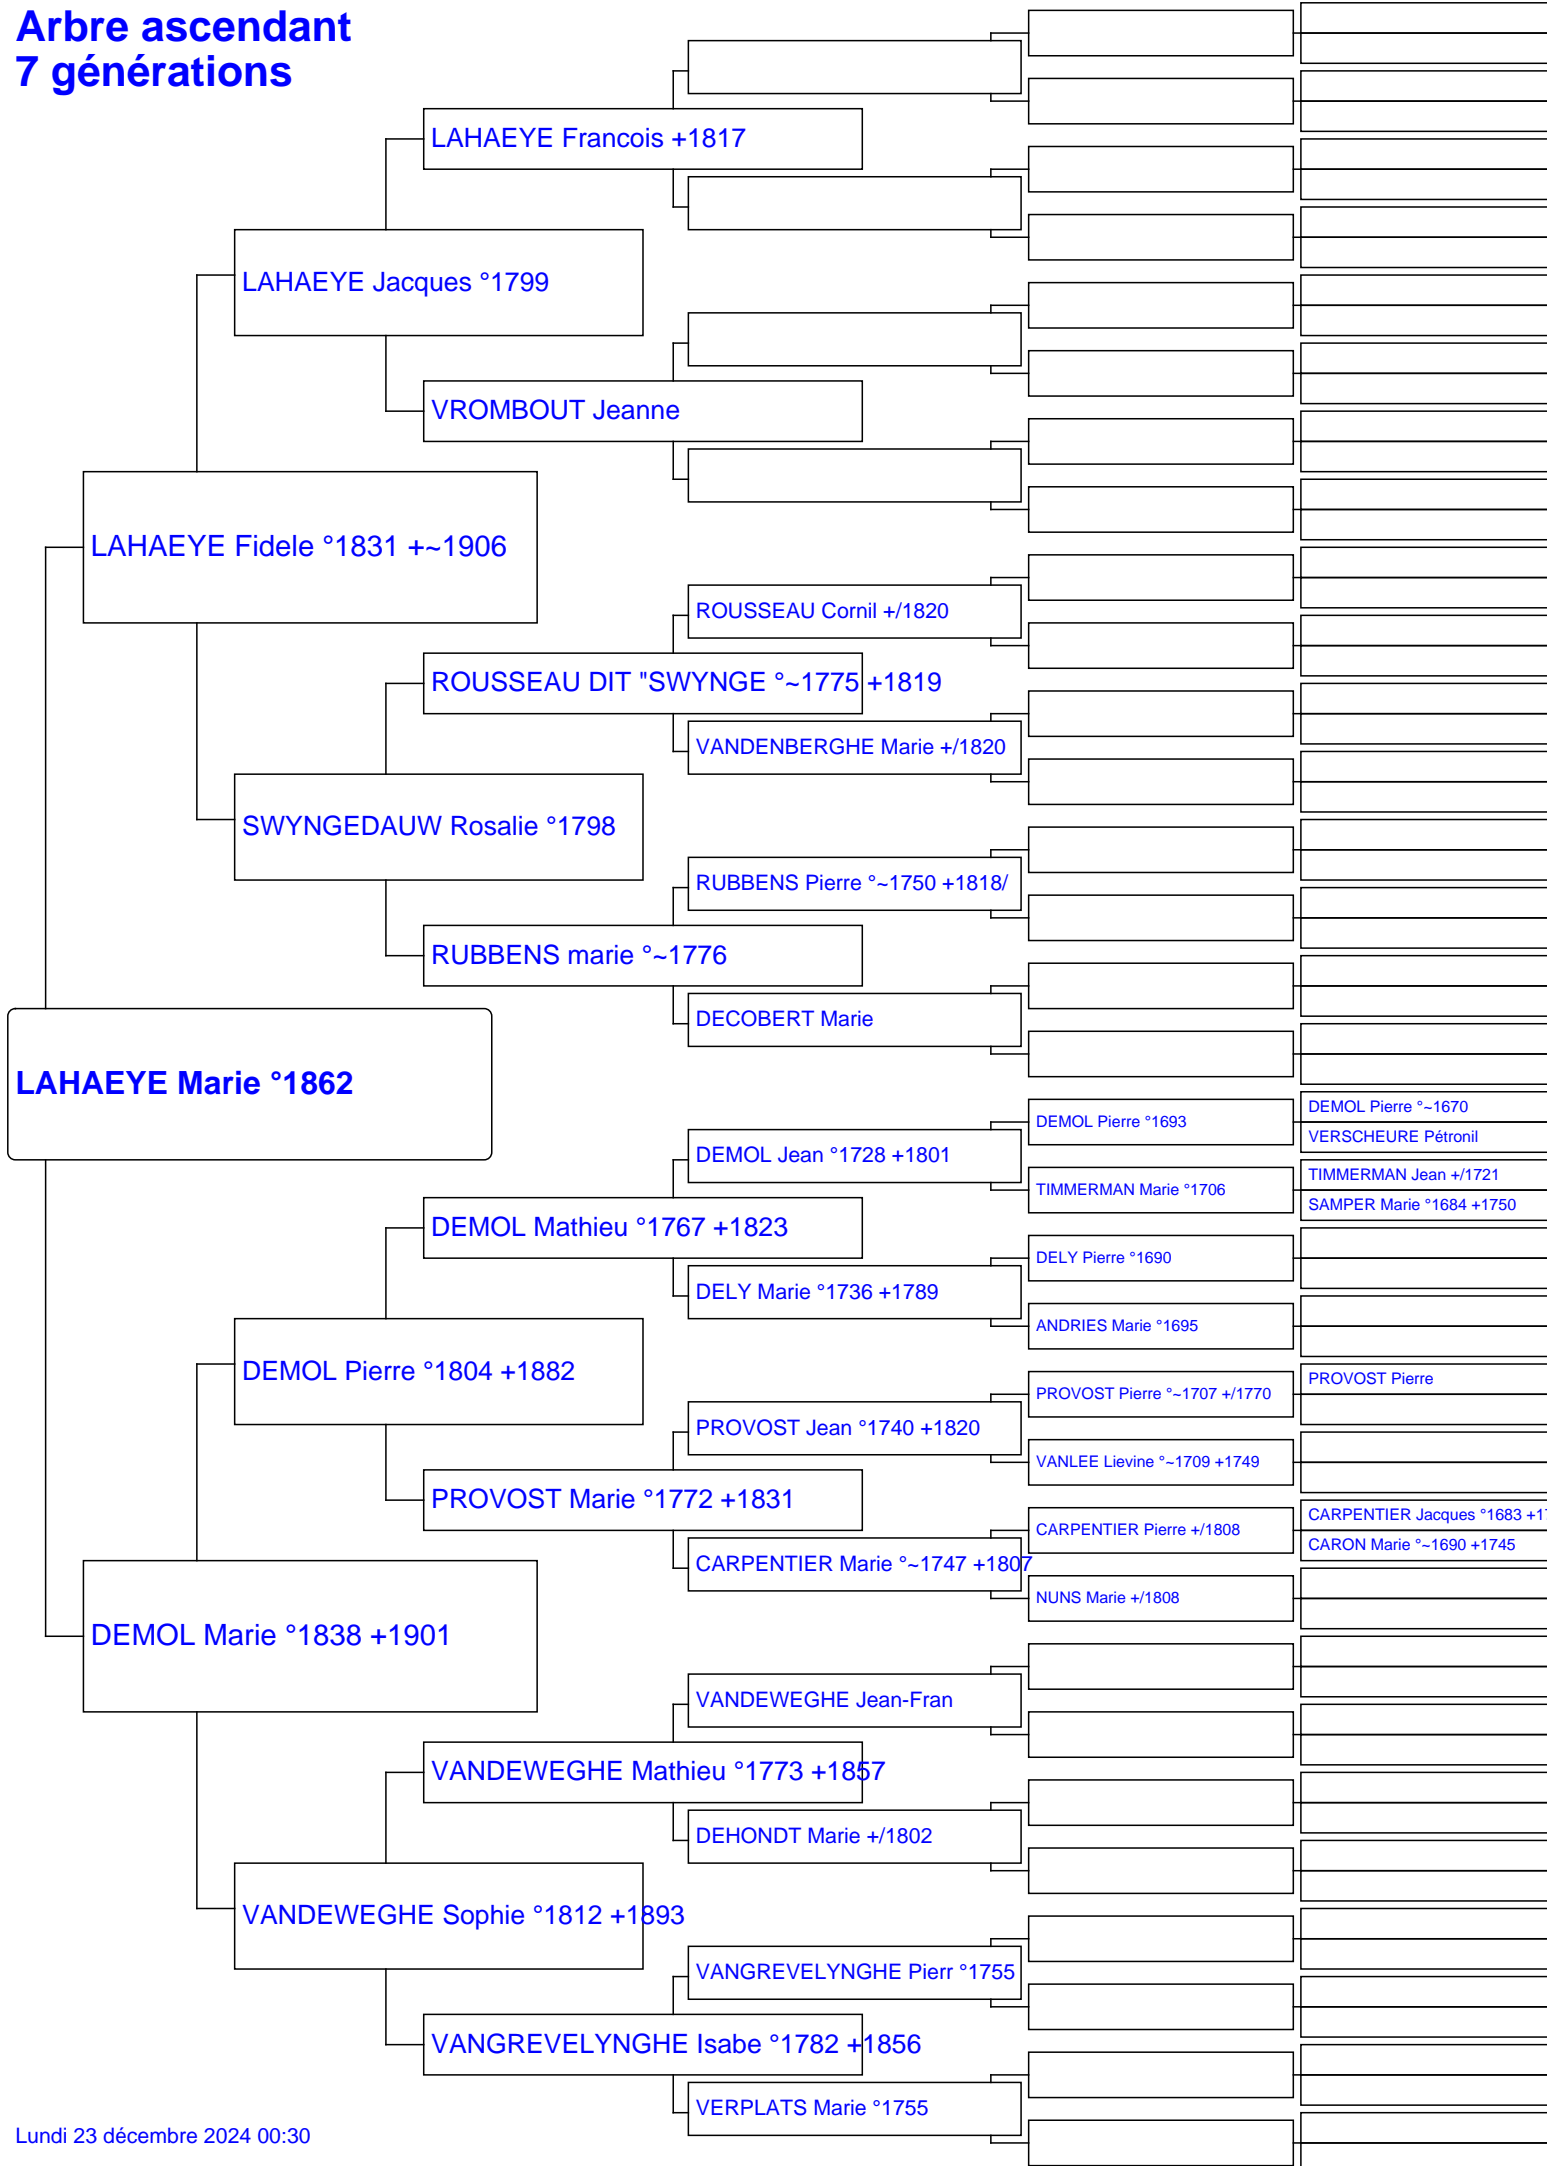 Arbre ascendant
7 générations
LAHAEYE Francois +1817
LAHAEYE Jacques °1799
VROMBOUT Jeanne
LAHAEYE Fidele °1831 +~1906
ROUSSEAU Cornil +/1820
ROUSSEAU DIT "SWYNGE °~1775 +1819
VANDENBERGHE Marie +/1820
SWYNGEDAUW Rosalie °1798
RUBBENS Pierre °~1750 +1818/
RUBBENS marie °~1776
DECOBERT Marie
LAHAEYE Marie °1862
DEMOL Pierre °~1670
DEMOL Pierre °1693
VERSCHEURE Pétronil
DEMOL Jean °1728 +1801
TIMMERMAN Jean +/1721
TIMMERMAN Marie °1706
SAMPER Marie °1684 +1750
DEMOL Mathieu °1767 +1823
DELY Pierre °1690
DELY Marie °1736 +1789
ANDRIES Marie °1695
DEMOL Pierre °1804 +1882
PROVOST Pierre
PROVOST Pierre °~1707 +/1770
PROVOST Jean °1740 +1820
VANLEE Lievine °~1709 +1749
PROVOST Marie °1772 +1831
CARPENTIER Jacques °1683 +1
CARPENTIER Pierre +/1808
CARON Marie °~1690 +1745
CARPENTIER Marie °~1747 +1807
NUNS Marie +/1808
DEMOL Marie °1838 +1901
VANDEWEGHE Jean-Fran
VANDEWEGHE Mathieu °1773 +1857
DEHONDT Marie +/1802
VANDEWEGHE Sophie °1812 +1893
VANGREVELYNGHE Pierr °1755
VANGREVELYNGHE Isabe °1782 +1856
VERPLATS Marie °1755
Lundi 23 décembre 2024 00:30